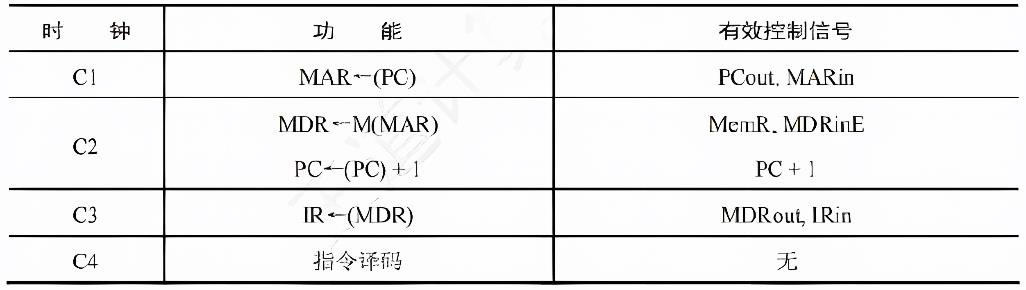 时 钟 功 能 有效控制信号
C1 MAR←(PC) PCout, MARin
C2 MDR←M(MAR) MemR, MDRinE
PC←(PC) + 1 PC + 1
C3 IR←(MDR) MDRout, IRin
C4 指令译码 无